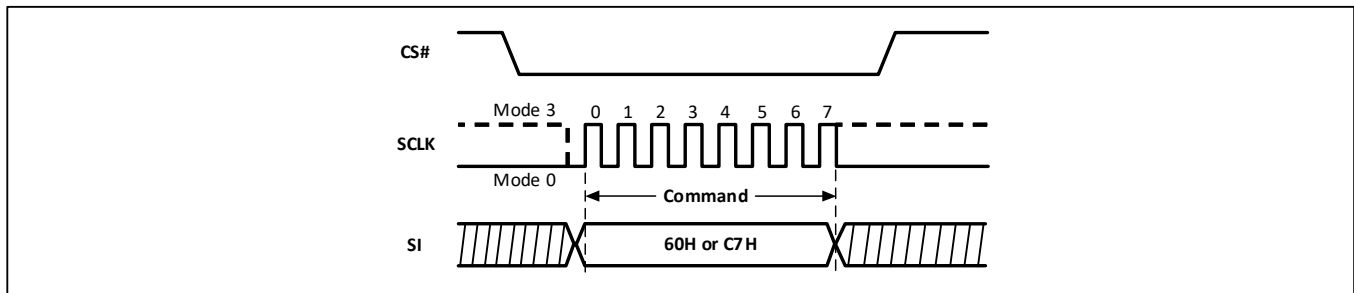 CS#
Mode 3
0 1 2 3 4 5 6 7
SCLK
Mode 0
Command
SI
60H or C7H